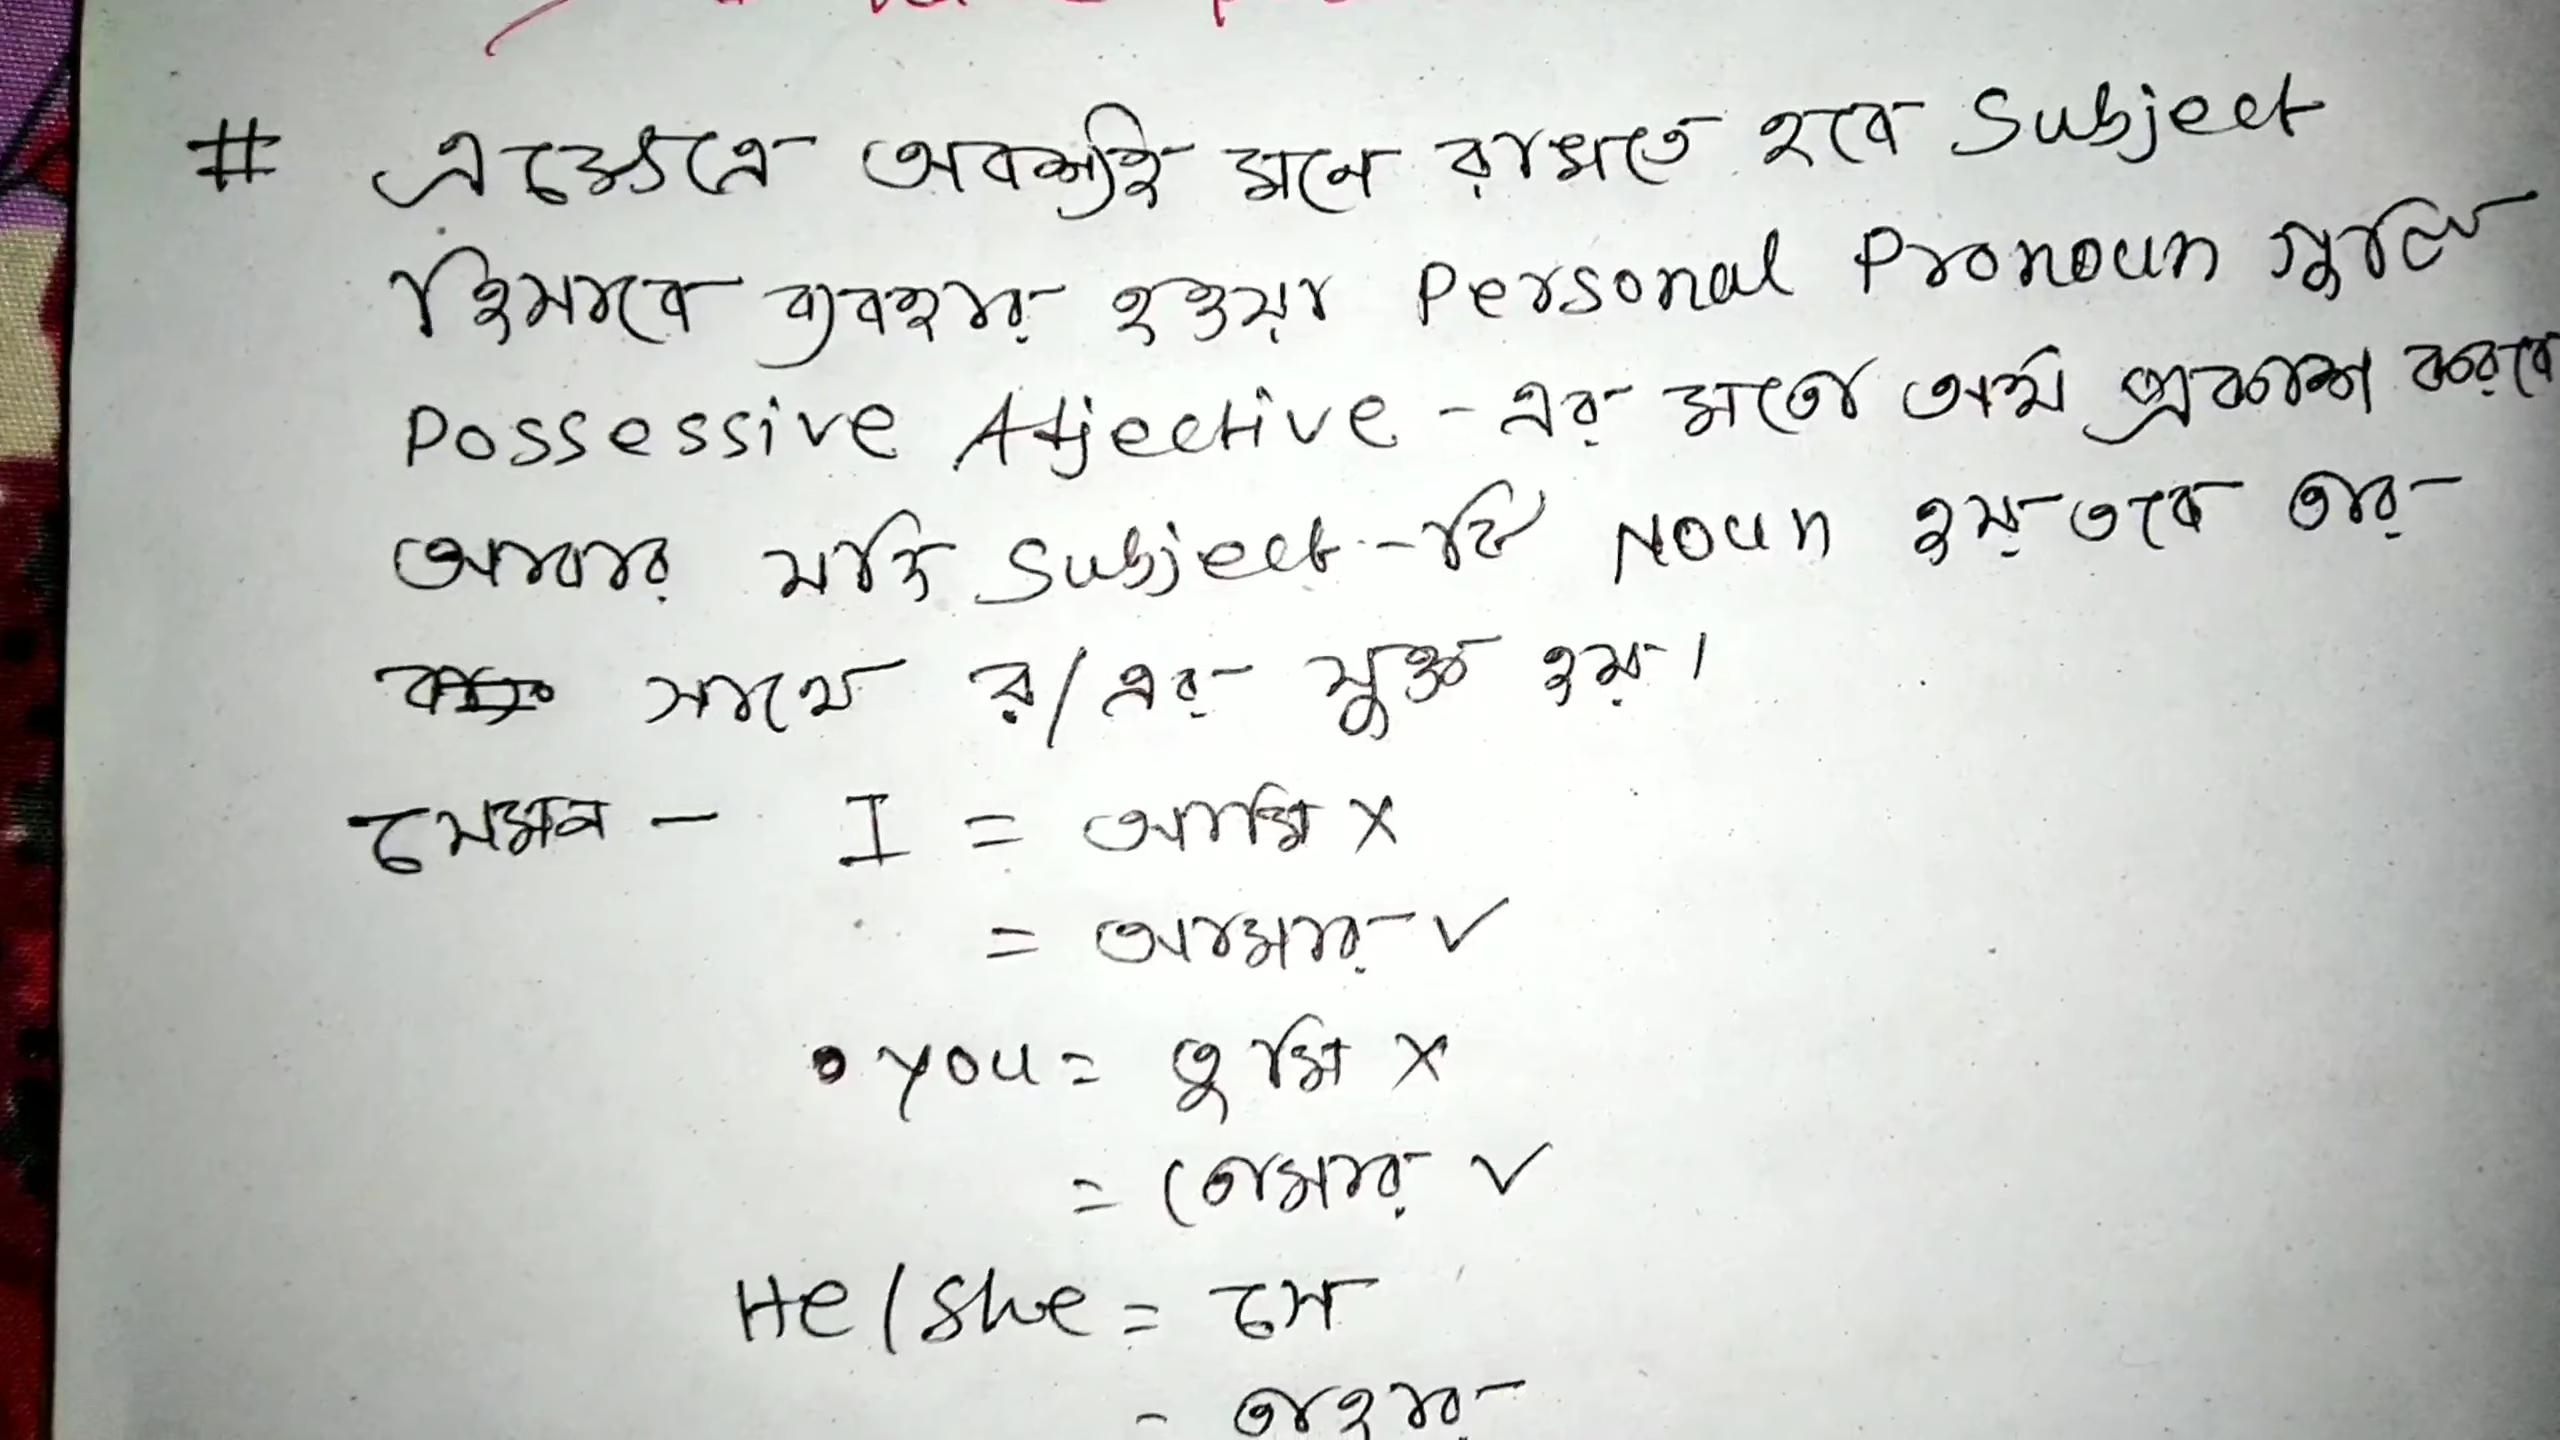 # এক্ষেত্রে অবশ্যই মনে রাখতে হবে Subject
হিসাবে ব্যবহার হওয়া Personal Pronoun গুলি
Possessive Adjective - এর মতো অর্থ প্রকাশ করবে
আবার যদি Subject - টি Noun হয় তবে তার
সাথে র/এর যুক্ত হয়।
যেমন - I = আমি x
= আমার ✓
• you = তুমি x
= তোমার ✓
He/she = সে
- তাহার